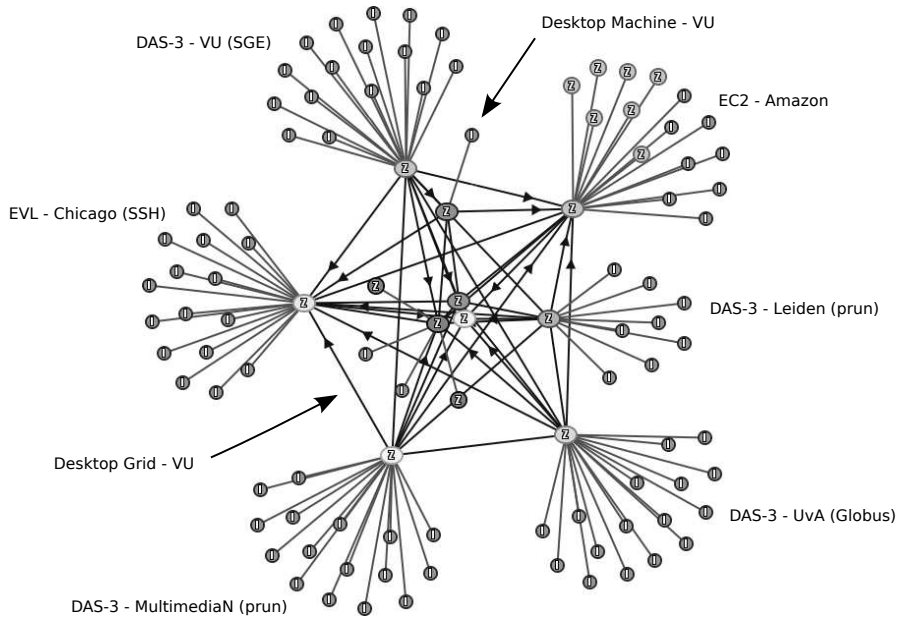 Desktop Machine - VU
DAS-3 - VU (SGE)
EC2 - Amazon
EVL - Chicago (SSH)
DAS-3 - Leiden (prun)
Desktop Grid - VU
DAS-3 - UvA (Globus)
DAS-3 - MultimediaN (prun)